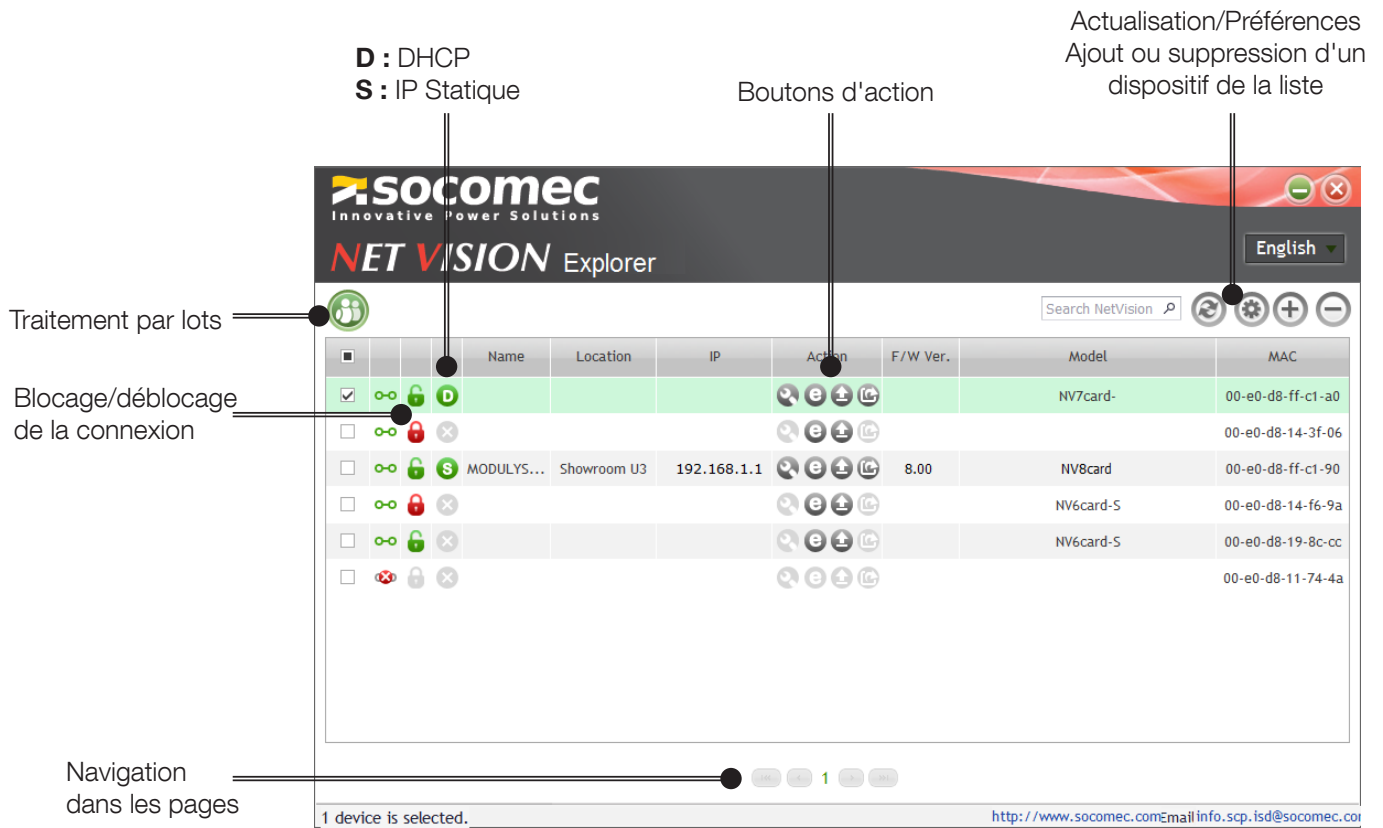 Actualisation/Préférences
Ajout ou suppression d'un
dispositif de la liste
D : DHCP
S : IP Statique
Boutons d'action
socomec
Innovative Power Solutions
NET VISION Explorer
English
Traitement par lots
Search NetVision
Name Location IP Action F/W Ver. Model MAC
Blocage/déblocage
de la connexion
D e NV7card- 00-e0-d8-ff-c1-a0
e 00-e0-d8-14-3f-06
S MODULYS... Showroom U3 192.168.1.1 e 8.00 NV8card 00-e0-d8-ff-c1-90
e NV6card-S 00-e0-d8-14-f6-9a
e NV6card-S 00-e0-d8-19-8c-cc
e 00-e0-d8-11-74-4a
Navigation
dans les pages
1
1 device is selected. http://www.socomec.comEmailinfo.scp.isd@socomec.com